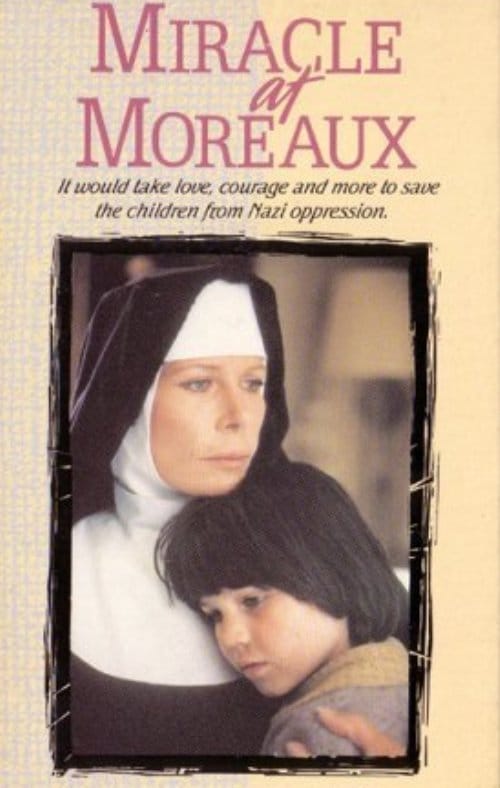 MIRACLE
at
MOREAUX
It would take love, courage and more to save
the children from Nazi oppression.